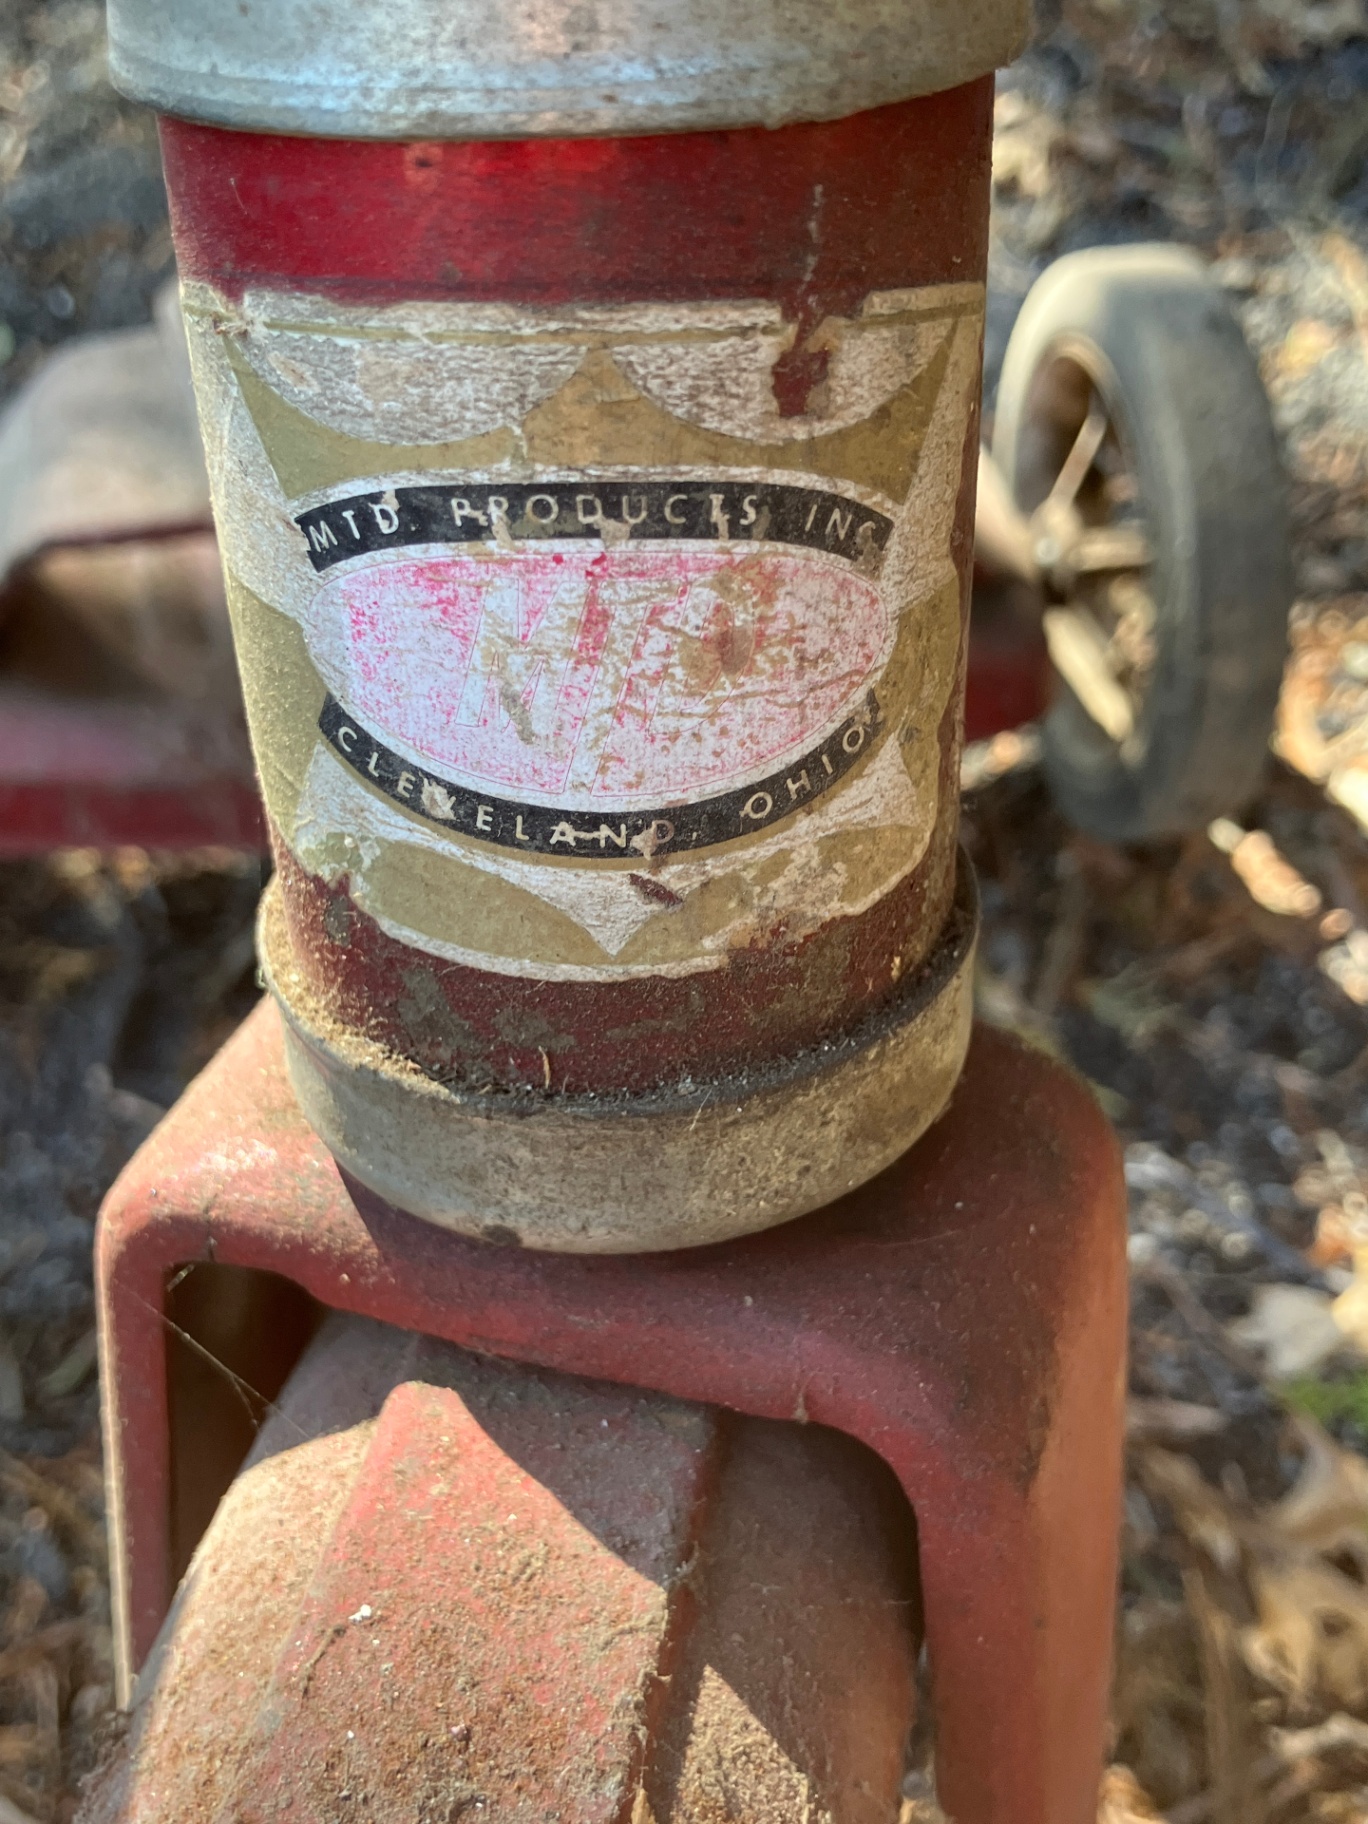 MTD. PRODUCTS INC
MTD
CLEVELAND, OHIO